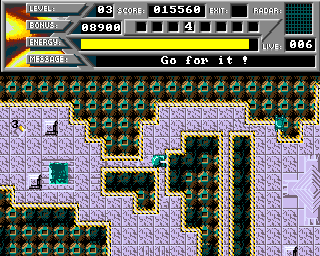 LEVEL: 03 SCORE: 015560 EXIT: RADAR:
BONUS: 08900 4
ENERGY: LIVE: 006
MESSAGE: Go for it !
3